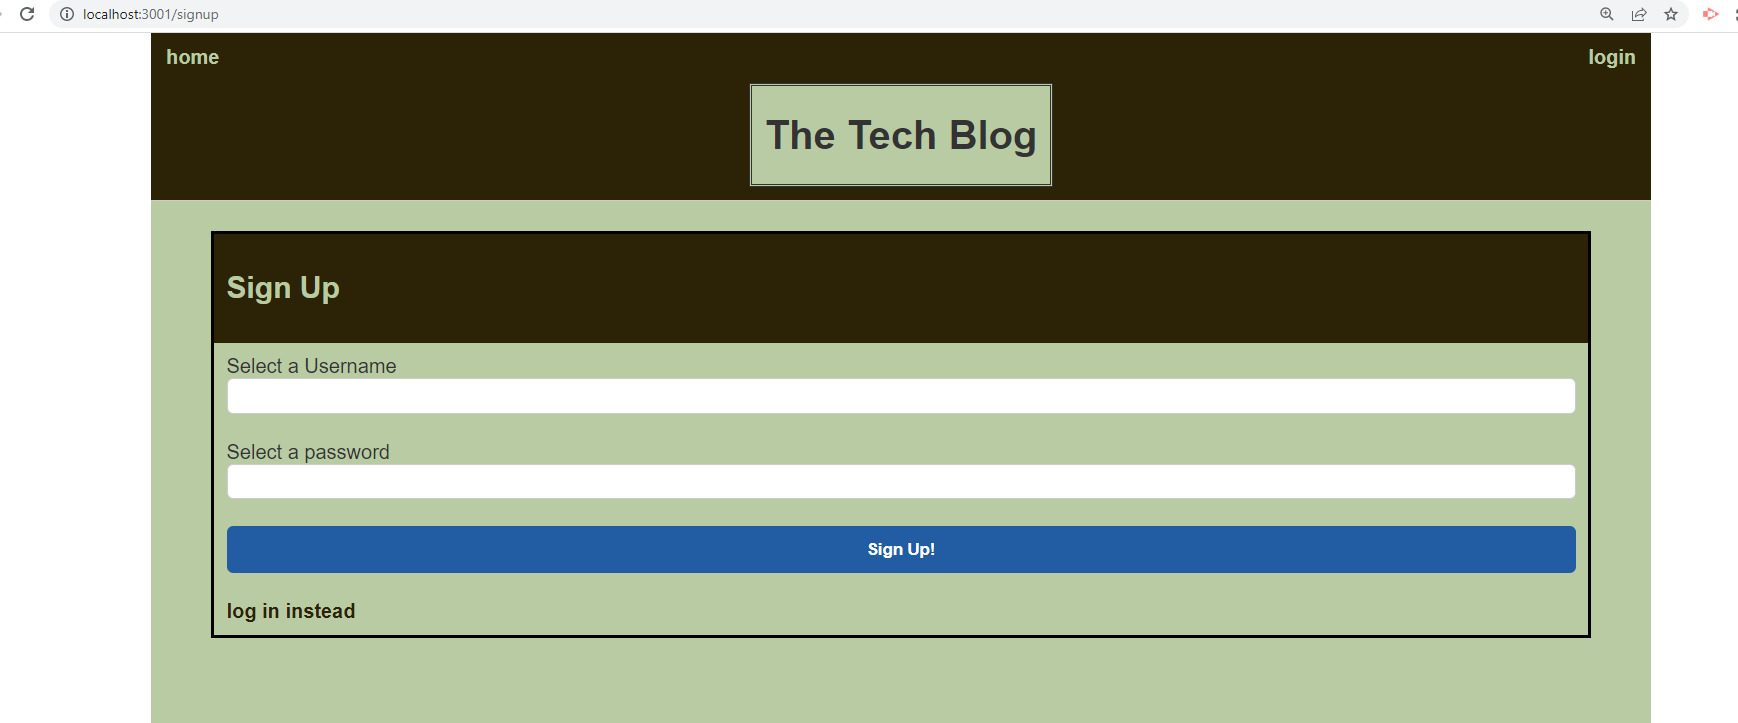 localhost:3001/signup
home
login
The Tech Blog
Sign Up
Select a Username
Select a password
Sign Up!
log in instead